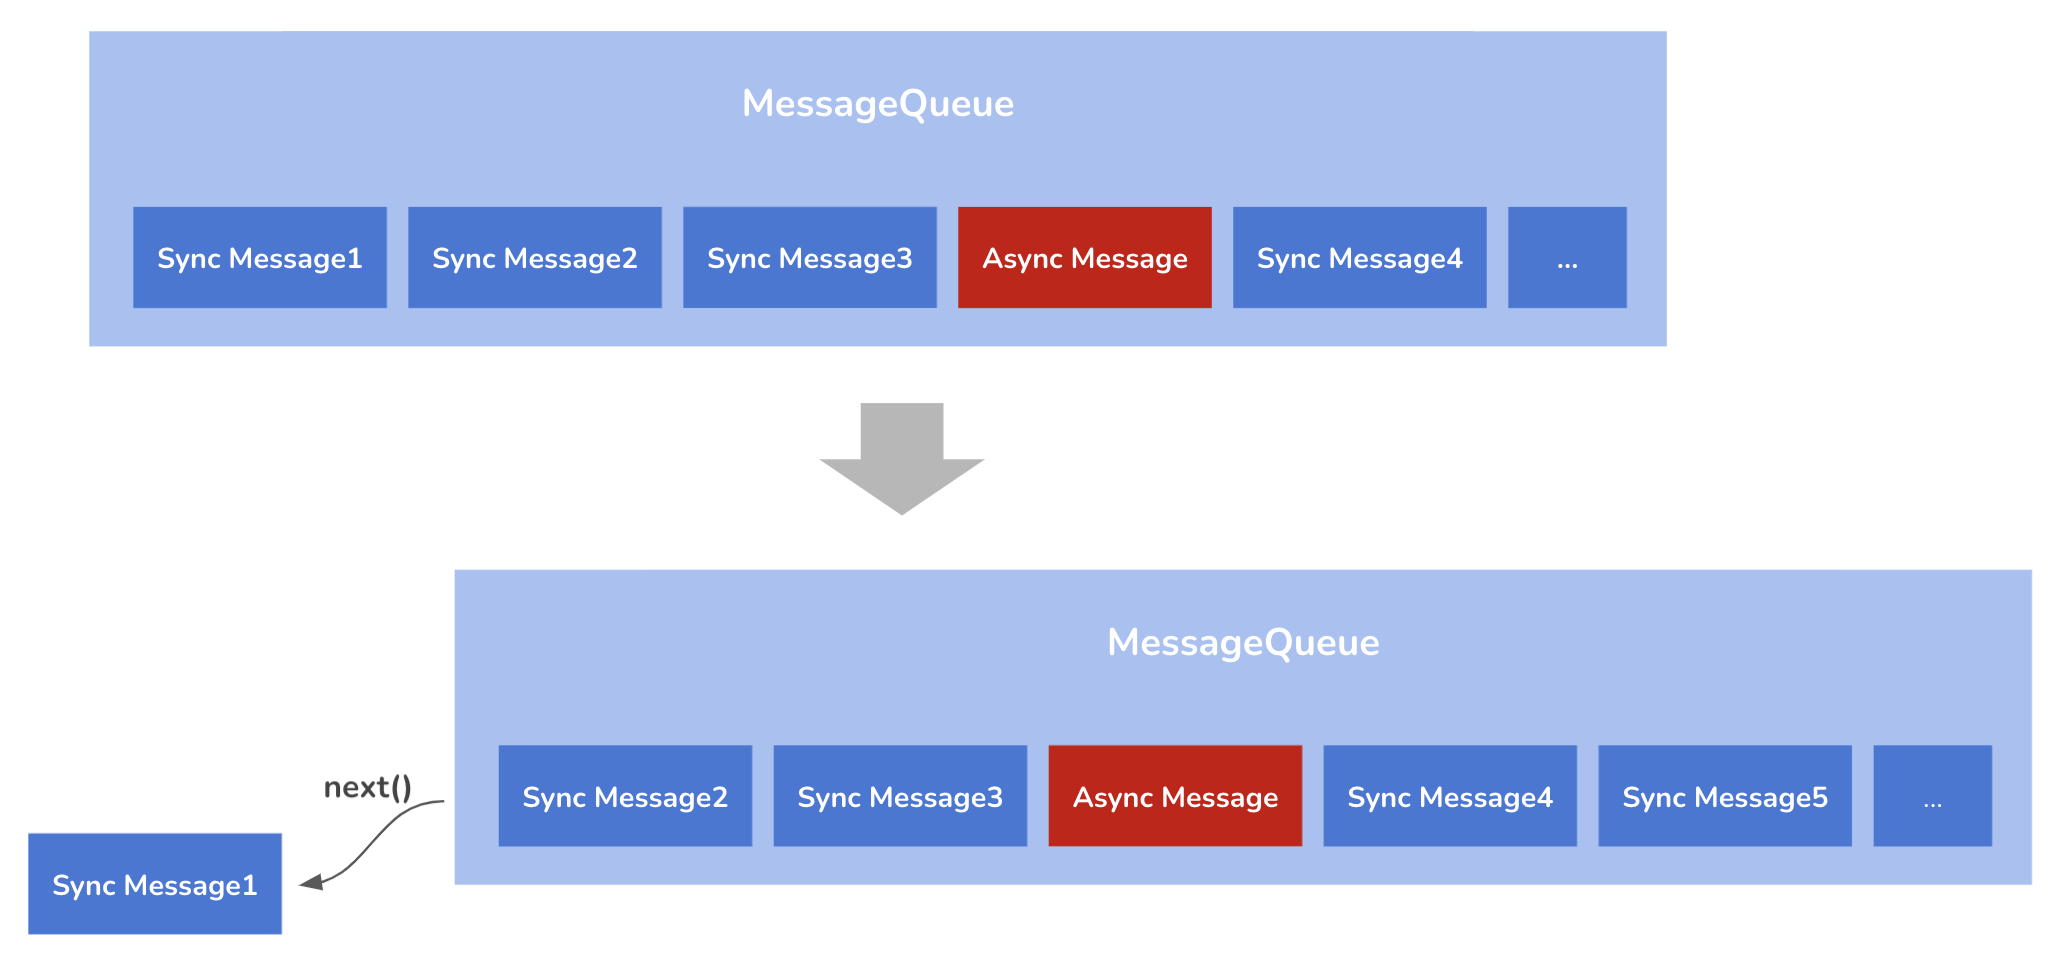 MessageQueue
Sync Message1 Sync Message2 Sync Message3 Async Message Sync Message4 ...
MessageQueue
next()
Sync Message2 Sync Message3 Async Message Sync Message4 Sync Message5 ...
Sync Message1